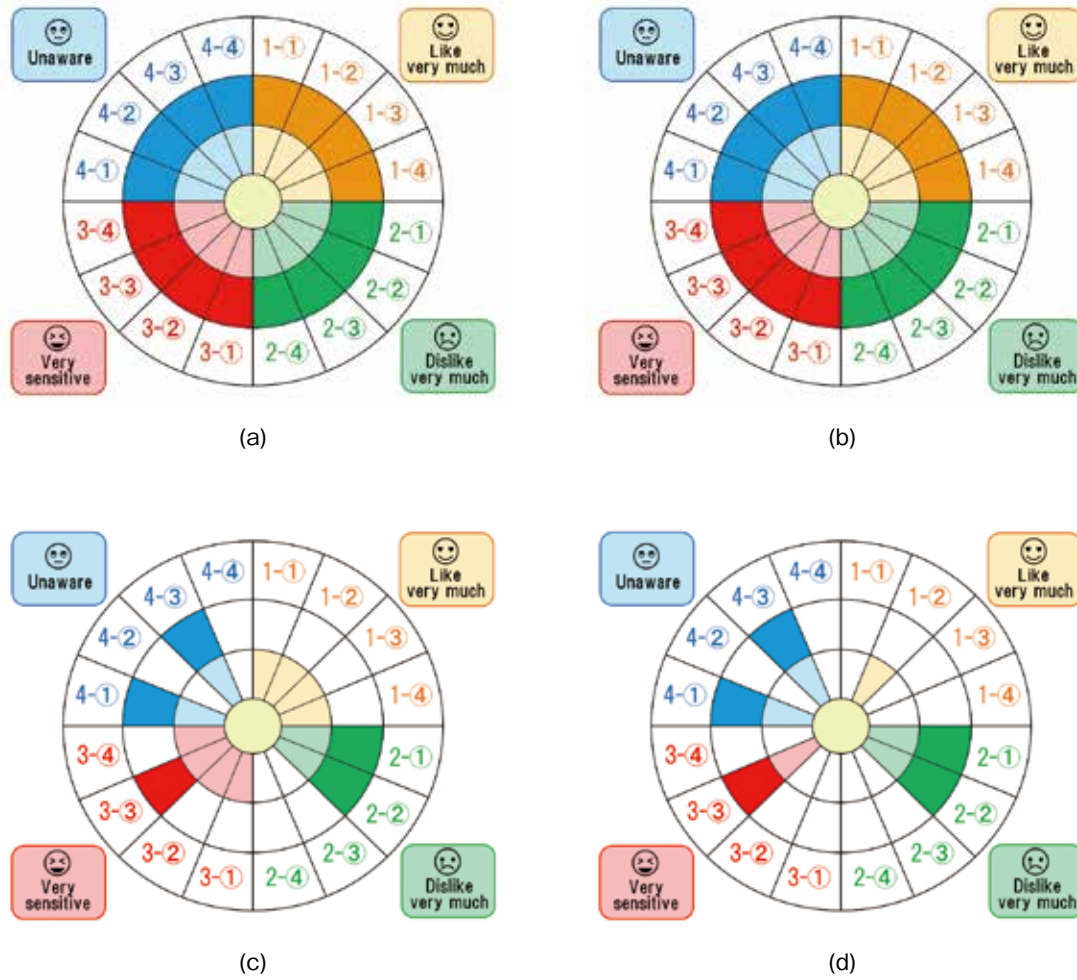 Unaware
Like
very much
4-④
1-①
4-③
1-②
4-②
1-③
4-①
1-④
3-④
2-①
3-③
2-②
3-②
2-③
3-①
2-④
Very
sensitive
Dislike
very much
(a)
Unaware
Like
very much
4-④
1-①
4-③
1-②
4-②
1-③
4-①
1-④
3-④
2-①
3-③
2-②
3-②
2-③
3-①
2-④
Very
sensitive
Dislike
very much
(b)
Unaware
Like
very much
4-④
1-①
4-③
1-②
4-②
1-③
4-①
1-④
3-④
2-①
3-③
2-②
3-②
2-③
3-①
2-④
Very
sensitive
Dislike
very much
(c)
Unaware
Like
very much
4-④
1-①
4-③
1-②
4-②
1-③
4-①
1-④
3-④
2-①
3-③
2-②
3-②
2-③
3-①
2-④
Very
sensitive
Dislike
very much
(d)